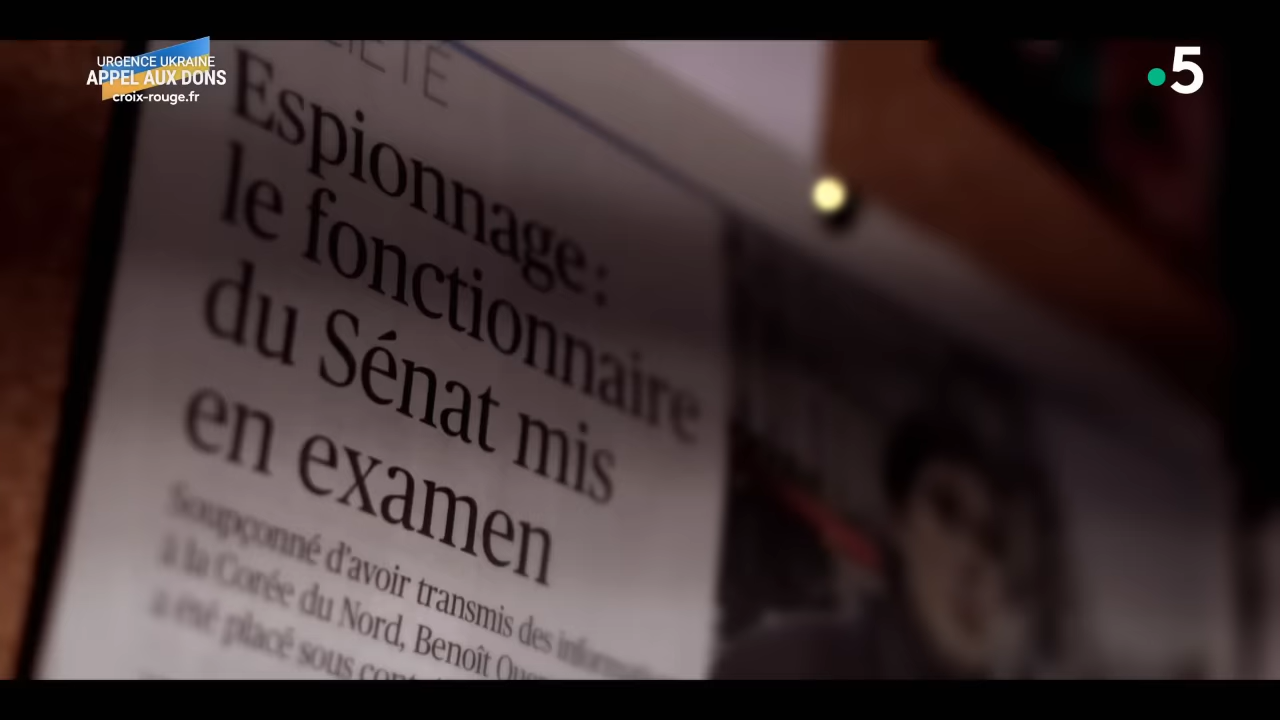 URGENCE UKRAINE
APPEL AUX DONS
croix-rouge.fr
5
Espionnage :
le fonctionnaire
du Sénat mis
en examen
Soupçonné d'avoir transmis des
à la Corée du Nord, Benoît
a été placé sous